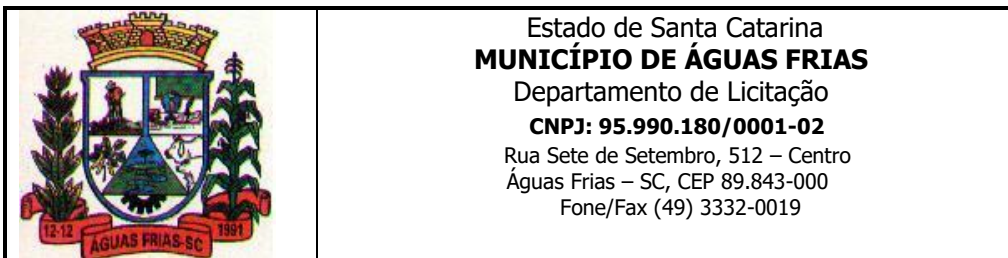 12-12
ÁGUAS FRIAS-SC
1991
Estado de Santa Catarina
MUNICÍPIO DE ÁGUAS FRIAS
Departamento de Licitação
CNPJ: 95.990.180/0001-02
Rua Sete de Setembro, 512 – Centro
Águas Frias – SC, CEP 89.843-000
Fone/Fax (49) 3332-0019